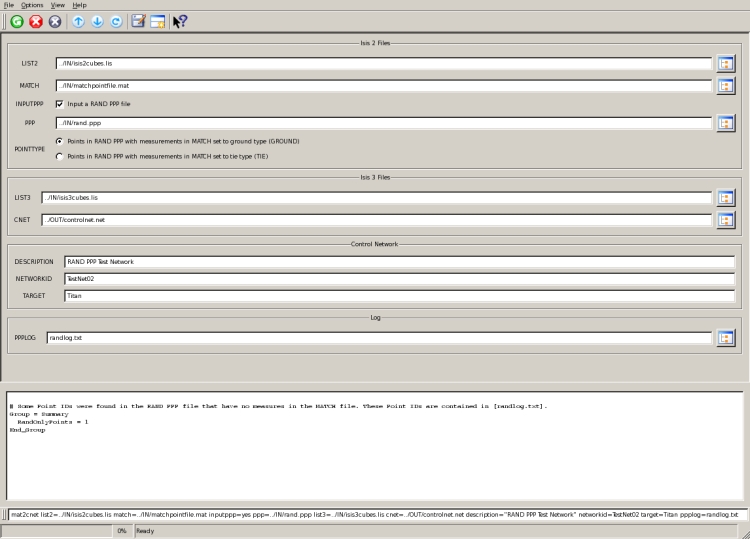 File Options View Help
Isis 2 Files
LIST2 ../IN/isis2cubes.lis
MATCH ../IN/matchpointfile.mat
INPUTPPP Input a RAND PPP file
PPP ../IN/rand.ppp
POINTTYPE
Points in RAND PPP with measurements in MATCH set to ground type (GROUND)
Points in RAND PPP with measurements in MATCH set to tie type (TIE)
Isis 3 Files
LIST3 ../IN/isis3cubes.lis
CNET ../OUT/controlnet.net
Control Network
DESCRIPTION RAND PPP Test Network
NETWORKID TestNet02
TARGET Titan
Log
PPPLOG randlog.txt
# Some Point IDs were found in the RAND PPP file that have no measures in the MATCH file. These Point IDs are contained in [randlog.txt].
Group = Summary
RandOnlyPoints = 1
End_Group
mat2cnet list2=../IN/isis2cubes.lis match=../IN/matchpointfile.mat inputppp=yes ppp=../IN/rand.ppp list3=../IN/isis3cubes.lis cnet=../OUT/controlnet.net description="RAND PPP Test Network" networkid=TestNet02 target=Titan ppplog=randlog.txt
0% Ready